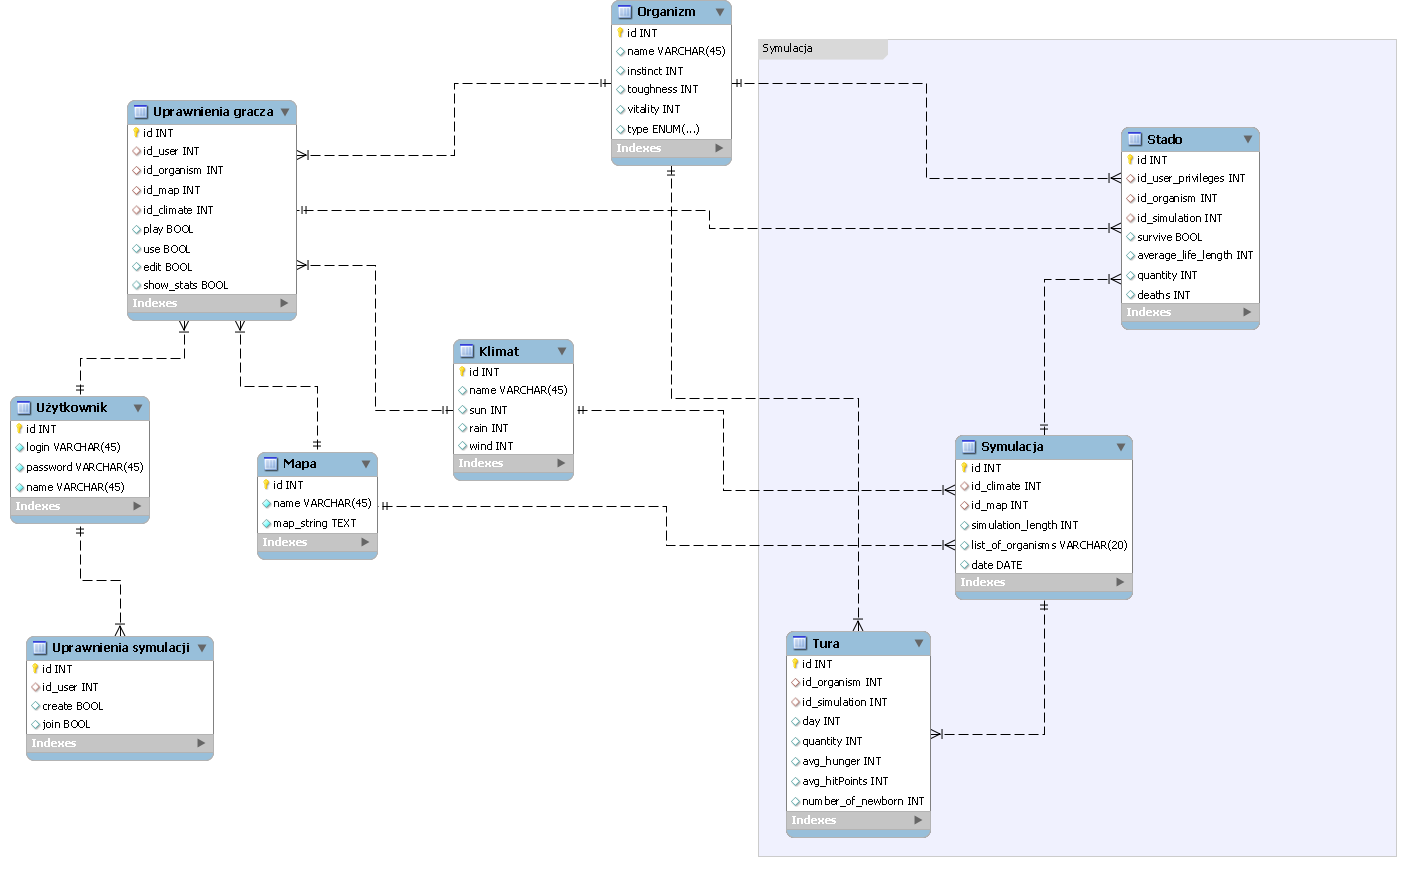 Organizm
id INT
name VARCHAR(45)
instinct INT
toughness INT
vitality INT
type ENUM(...)
Indexes
Symulacja
Uprawnienia gracza
id INT
id_user INT
id_organism INT
id_map INT
id_climate INT
play BOOL
use BOOL
edit BOOL
show_stats BOOL
Indexes
Stado
id INT
id_user_privileges INT
id_organism INT
id_simulation INT
survive BOOL
average_life_length INT
quantity INT
deaths INT
Indexes
Klimat
id INT
name VARCHAR(45)
sun INT
rain INT
wind INT
Indexes
Użytkownik
id INT
login VARCHAR(45)
password VARCHAR(45)
name VARCHAR(45)
Indexes
Mapa
id INT
name VARCHAR(45)
map_string TEXT
Indexes
Symulacja
id INT
id_climate INT
id_map INT
simulation_length INT
list_of_organisms VARCHAR(20)
date DATE
Indexes
Uprawnienia symulacji
id INT
id_user INT
create BOOL
join BOOL
Indexes
Tura
id INT
id_organism INT
id_simulation INT
day INT
quantity INT
avg_hunger INT
avg_hitPoints INT
number_of_newborn INT
Indexes